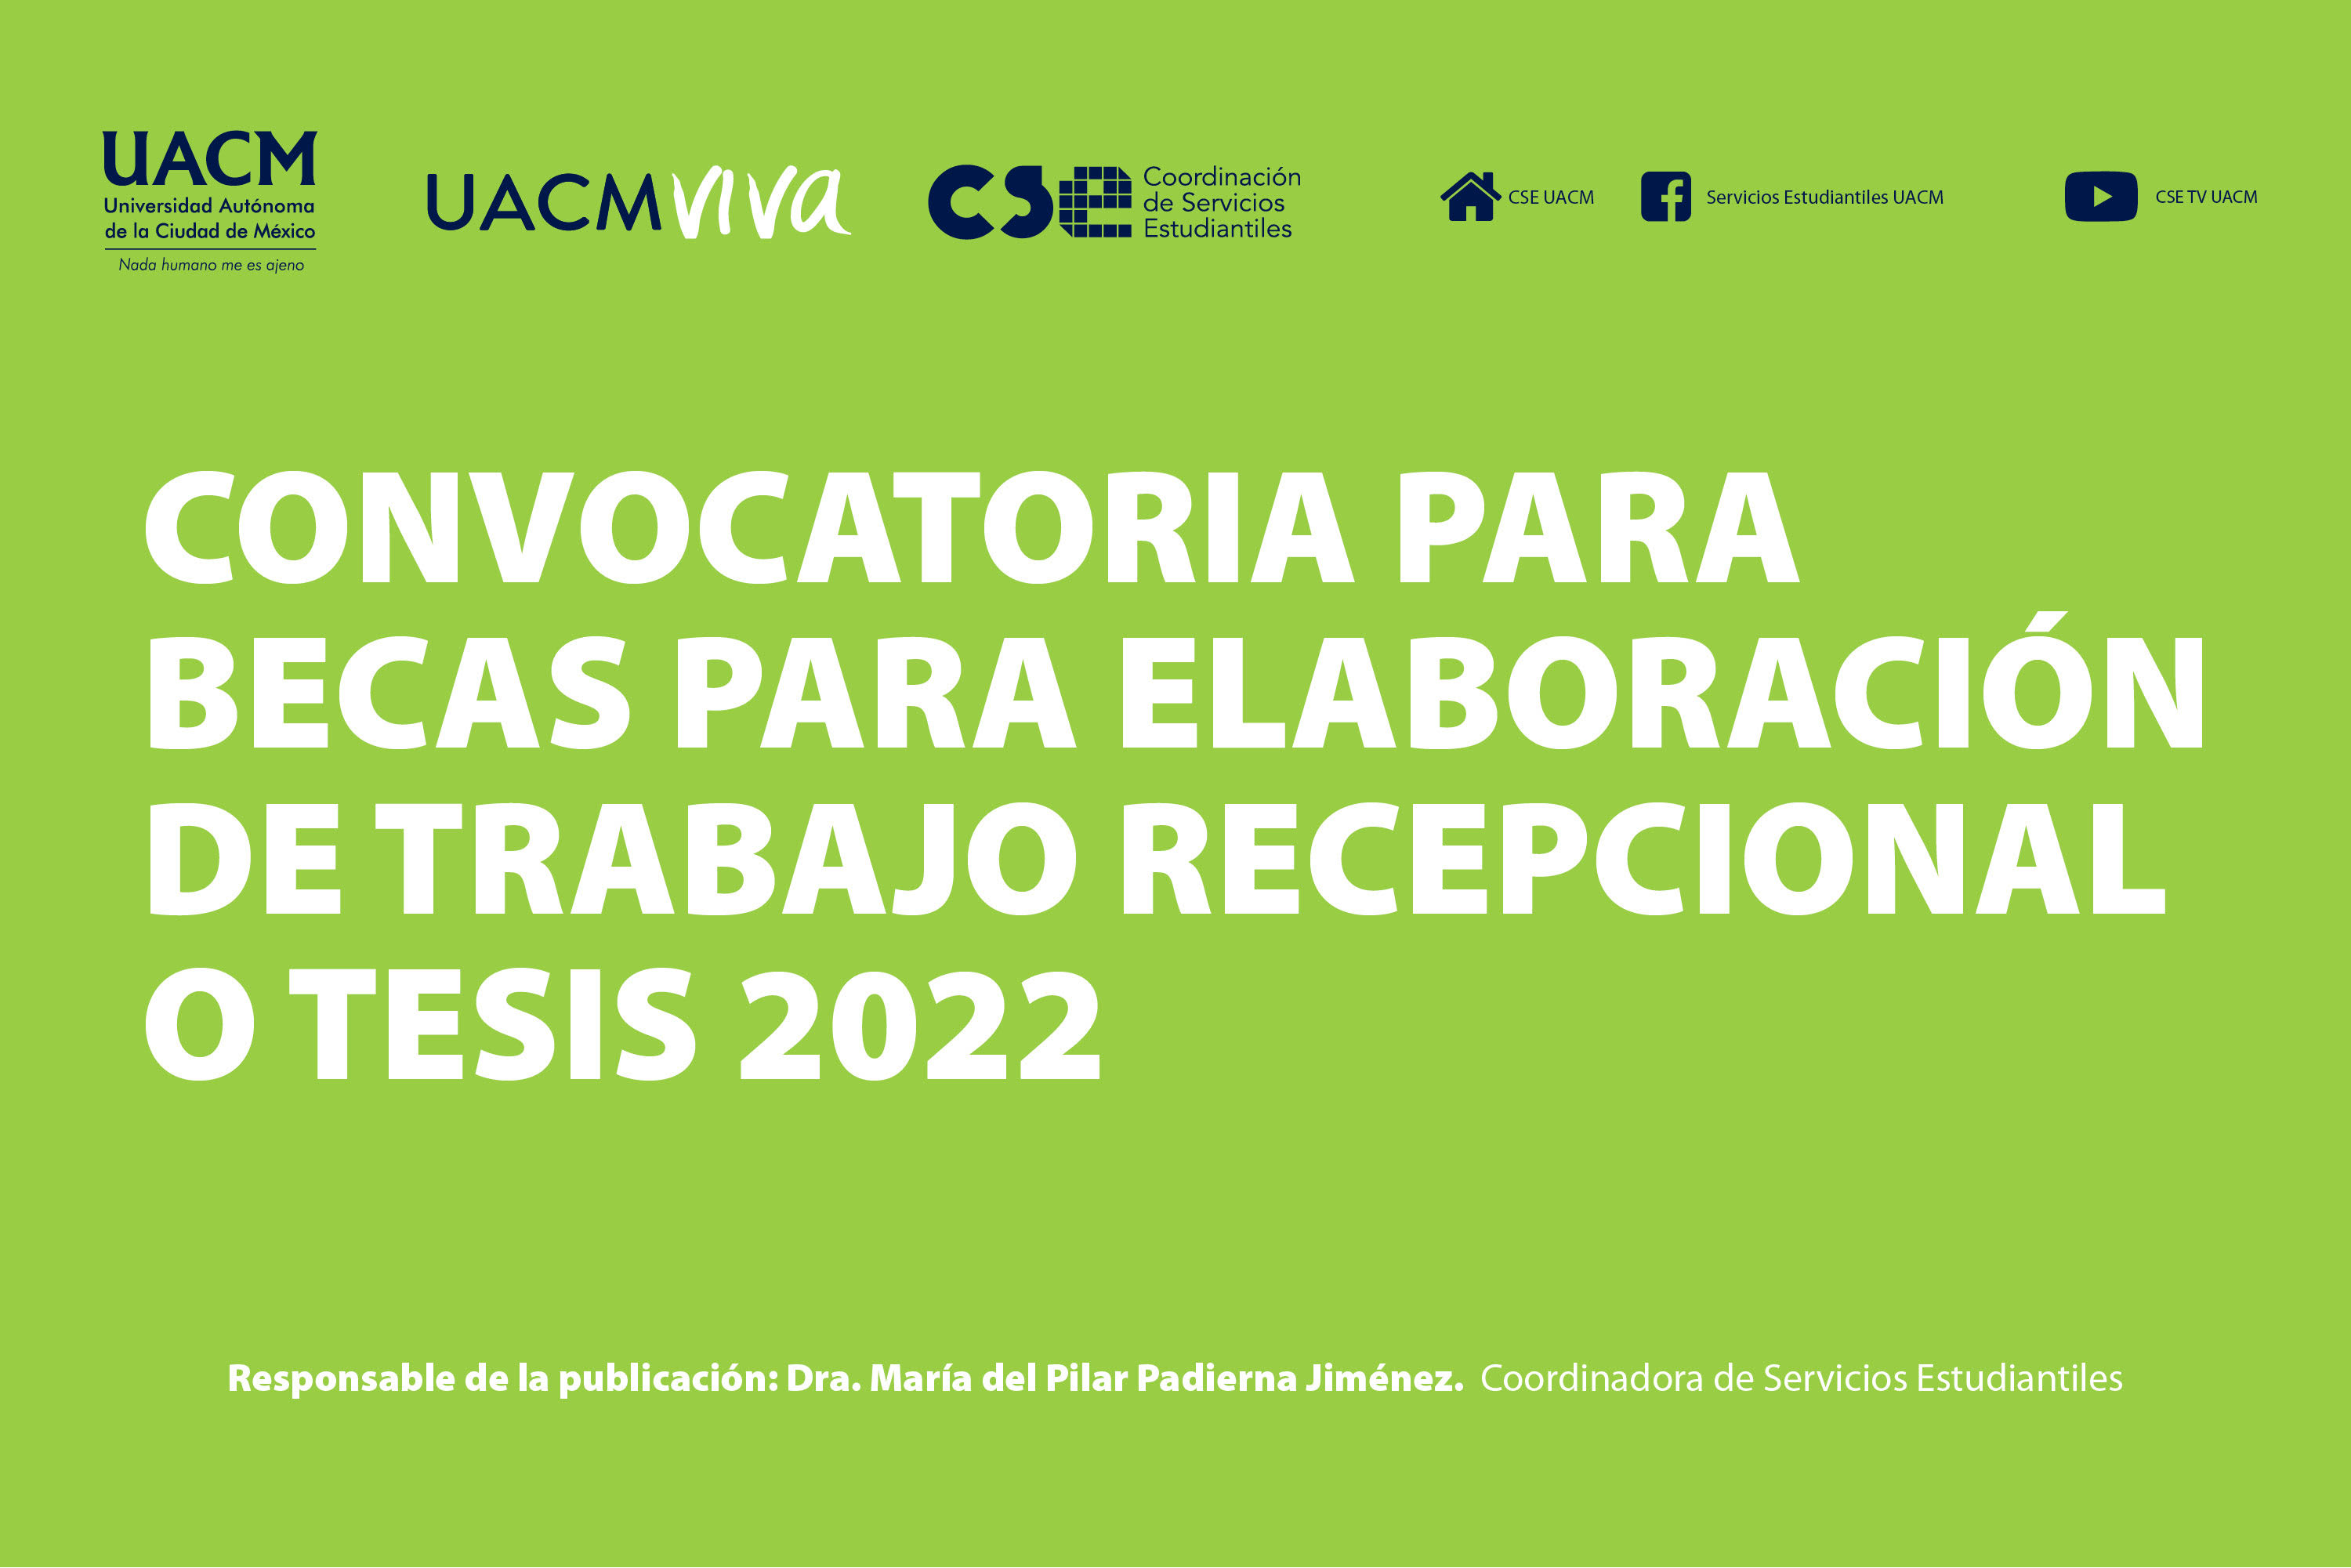 UACM
Universidad Autónoma
de la Ciudad de México
Nada humano me es ajeno
UACM viva
CSE
Coordinación
de Servicios
Estudiantiles
CSE UACM
Servicios Estudiantiles UACM
CSE TV UACM
CONVOCATORIA PARA
BECAS PARA ELABORACIÓN
DE TRABAJO RECEPCIONAL
O TESIS 2022
Responsable de la publicación: Dra. María del Pilar Padierna Jiménez. Coordinadora de Servicios Estudiantiles